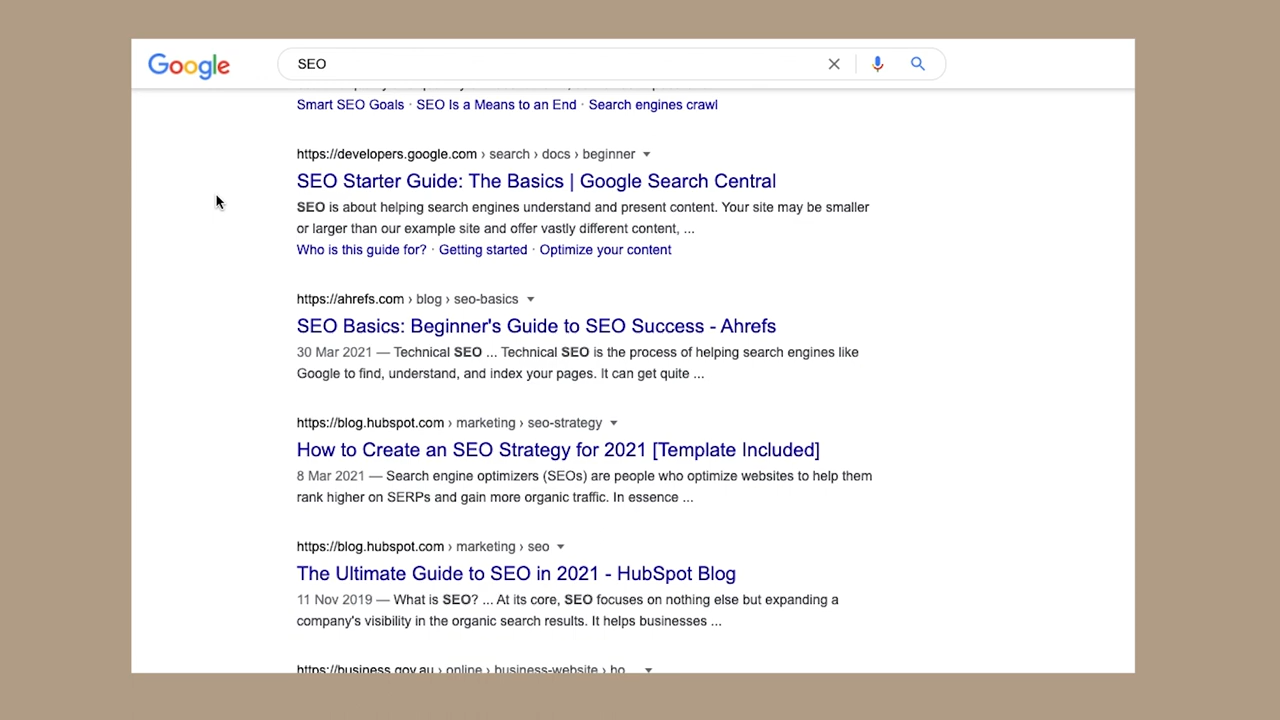 Google
SEO
Smart SEO Goals · SEO Is a Means to an End · Search engines crawl
https://developers.google.com › search › docs › beginner
SEO Starter Guide: The Basics | Google Search Central
SEO is about helping search engines understand and present content. Your site may be smaller
or larger than our example site and offer vastly different content, ...
Who is this guide for? · Getting started · Optimize your content
https://ahrefs.com › blog › seo-basics
SEO Basics: Beginner's Guide to SEO Success - Ahrefs
30 Mar 2021 — Technical SEO ... Technical SEO is the process of helping search engines like
Google to find, understand, and index your pages. It can get quite ...
https://blog.hubspot.com › marketing › seo-strategy
How to Create an SEO Strategy for 2021 [Template Included]
8 Mar 2021 — Search engine optimizers (SEOs) are people who optimize websites to help them
rank higher on SERPs and gain more organic traffic. In essence ...
https://blog.hubspot.com › marketing › seo
The Ultimate Guide to SEO in 2021 - HubSpot Blog
11 Nov 2019 — What is SEO? ... At its core, SEO focuses on nothing else but expanding a
company's visibility in the organic search results. It helps businesses ...
https://business.gov.au › online › business-website › ho...